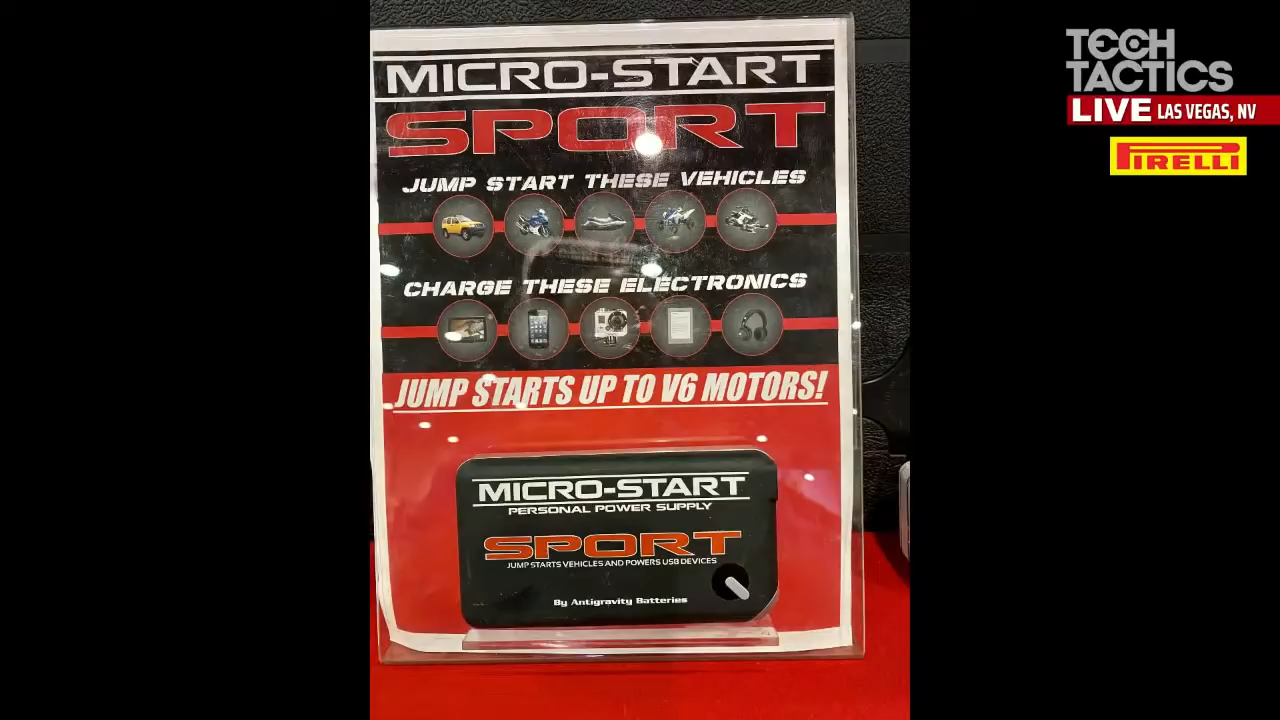 TECH
TACTICS
LIVE LAS VEGAS, NV
PIRELLI
MICRO-START
SPORT
JUMP START THESE VEHICLES
CHARGE THESE ELECTRONICS
JUMP STARTS UP TO V6 MOTORS!
MICRO-START
PERSONAL POWER SUPPLY
SPORT
JUMP STARTS VEHICLES AND POWERS USB DEVICES
By Antigravity Batteries